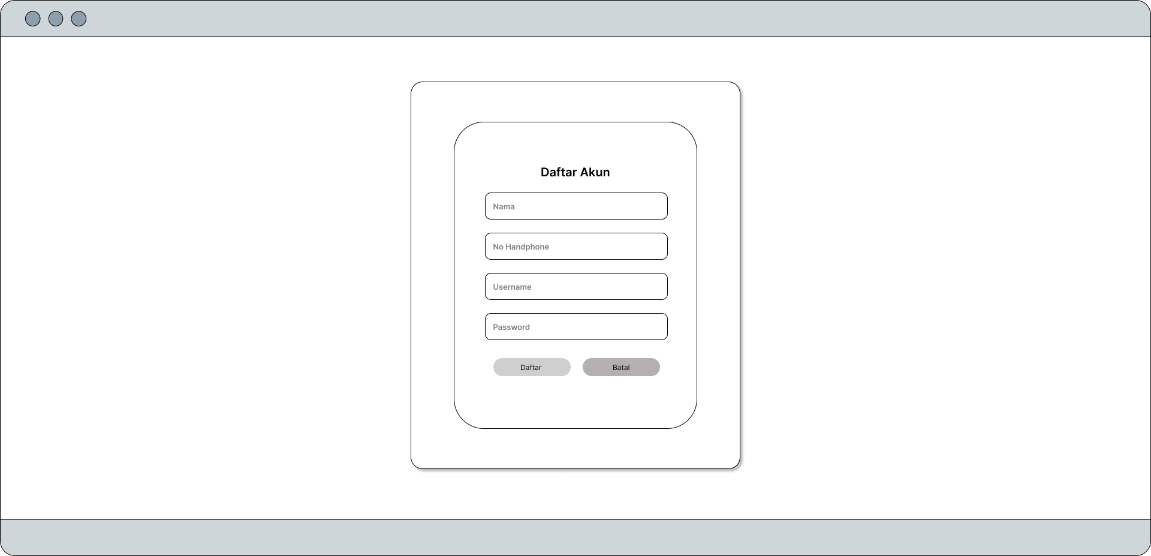 Daftar Akun
Nama
No Handphone
Username
Password
Daftar
Batal